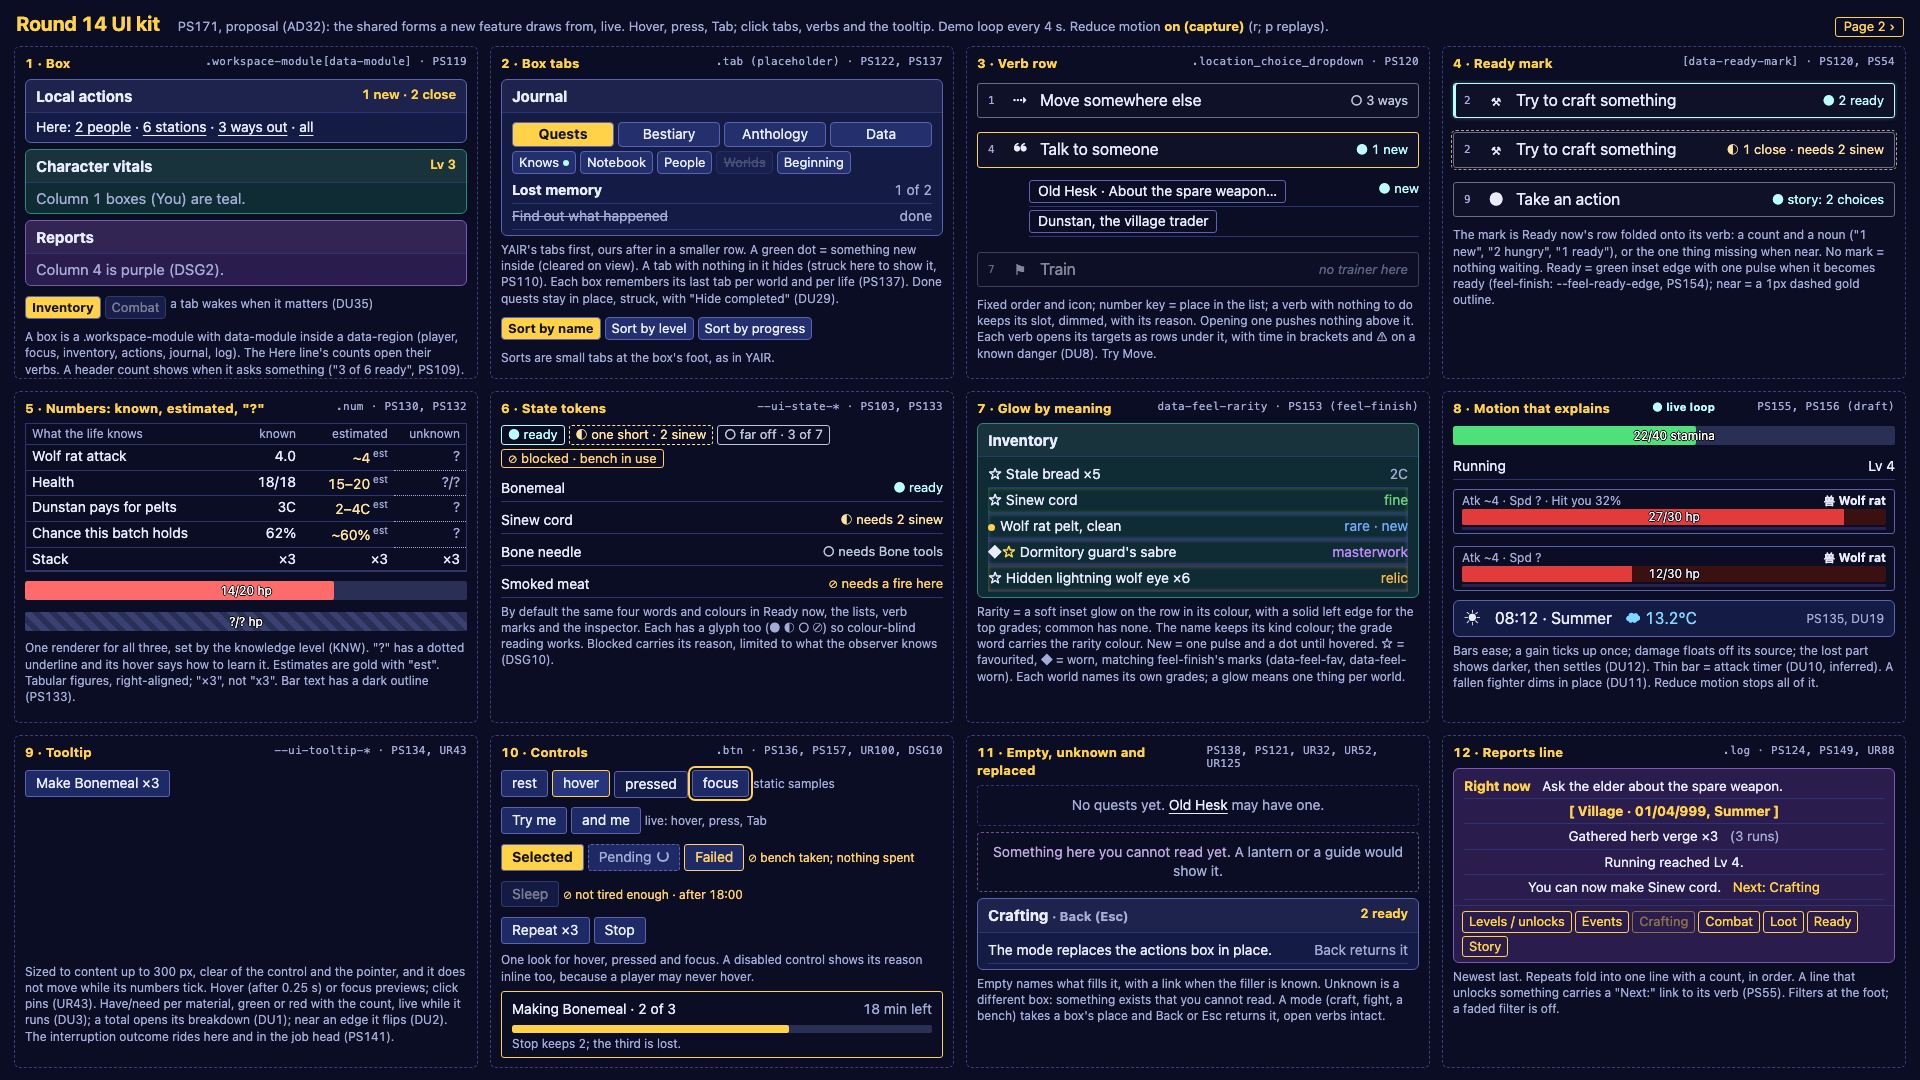 Round 14 UI kit
PS171, proposal (AD32): the shared forms a new feature draws from, live. Hover, press, Tab; click tabs, verbs and the tooltip. Demo loop every 4 s. Reduce motion on (capture) (r; p replays).
Page 2 ›
1 · Box
.workspace-module[data-module] · PS119
Local actions
1 new · 2 close
Here: 2 people · 6 stations · 3 ways out · all
Character vitals
Lv 3
Column 1 boxes (You) are teal.
Reports
Column 4 is purple (DSG2).
Inventory
Combat
a tab wakes when it matters (DU35)
A box is a .workspace-module with data-module inside a data-region (player,
focus, inventory, actions, journal, log). The Here line's counts open their
verbs. A header count shows when it asks something ("3 of 6 ready", PS109).
2 · Box tabs
.tab (placeholder) · PS122, PS137
Journal
Quests
Bestiary
Anthology
Data
Knows
Notebook
People
Worlds
Beginning
Lost memory
1 of 2
Find out what happened
done
YAIR's tabs first, ours after in a smaller row. A green dot = something new
inside (cleared on view). A tab with nothing in it hides (struck here to show it,
PS110). Each box remembers its last tab per world and per life (PS137). Done
quests stay in place, struck, with "Hide completed" (DU29).
Sort by name
Sort by level
Sort by progress
Sorts are small tabs at the box's foot, as in YAIR.
3 · Verb row
.location_choice_dropdown · PS120
1
Move somewhere else
3 ways
4
Talk to someone
1 new
Old Hesk · About the spare weapon...
new
Dunstan, the village trader
7
Train
no trainer here
Fixed order and icon; number key = place in the list; a verb with nothing to do
keeps its slot, dimmed, with its reason. Opening one pushes nothing above it.
Each verb opens its targets as rows under it, with time in brackets and ⚠ on a
known danger (DU8). Try Move.
4 · Ready mark
[data-ready-mark] · PS120, PS54
2
Try to craft something
2 ready
2
Try to craft something
1 close · needs 2 sinew
9
Take an action
story: 2 choices
The mark is Ready now's row folded onto its verb: a count and a noun ("1
new", "2 hungry", "1 ready"), or the one thing missing when near. No mark =
nothing waiting. Ready = green inset edge with one pulse when it becomes
ready (feel-finish: --feel-ready-edge, PS154); near = a 1px dashed gold
outline.
5 · Numbers: known, estimated, "?"
.num · PS130, PS132
What the life knows known estimated unknown
Wolf rat attack 4.0 ~4 est ?
Health 18/18 15–20 est ?/?
Dunstan pays for pelts 3C 2–4C est ?
Chance this batch holds 62% ~60% est ?
Stack ×3 ×3 ×3
14/20 hp
?/? hp
One renderer for all three, set by the knowledge level (KNW). "?" has a dotted
underline and its hover says how to learn it. Estimates are gold with "est".
Tabular figures, right-aligned; "×3", not "x3". Bar text has a dark outline
(PS133).
6 · State tokens
--ui-state-* · PS103, PS133
ready
one short · 2 sinew
far off · 3 of 7
⊘ blocked · bench in use
Bonemeal
ready
Sinew cord
needs 2 sinew
Bone needle
needs Bone tools
Smoked meat
⊘ needs a fire here
By default the same four words and colours in Ready now, the lists, verb
marks and the inspector. Each has a glyph too (● ◐ ○ ⊘) so colour-blind
reading works. Blocked carries its reason, limited to what the observer knows
(DSG10).
7 · Glow by meaning
data-feel-rarity · PS153 (feel-finish)
Inventory
☆ Stale bread ×5
2C
☆ Sinew cord
fine
Wolf rat pelt, clean
rare · new
◆☆ Dormitory guard's sabre
masterwork
☆ Hidden lightning wolf eye ×6
relic
Rarity = a soft inset glow on the row in its colour, with a solid left edge for the
top grades; common has none. The name keeps its kind colour; the grade
word carries the rarity colour. New = one pulse and a dot until hovered. ☆ =
favourited, ◆ = worn, matching feel-finish's marks (data-feel-fav, data-feel-
worn). Each world names its own grades; a glow means one thing per world.
8 · Motion that explains
live loop
PS155, PS156 (draft)
22/40 stamina
Running
Lv 4
Atk ~4 · Spd ? · Hit you 32%
Wolf rat
27/30 hp
Atk ~4 · Spd ?
Wolf rat
12/30 hp
08:12 · Summer
13.2°C
PS135, DU19
Bars ease; a gain ticks up once; damage floats off its source; the lost part
shows darker, then settles (DU12). Thin bar = attack timer (DU10, inferred). A
fallen fighter dims in place (DU11). Reduce motion stops all of it.
9 · Tooltip
--ui-tooltip-* · PS134, UR43
Make Bonemeal ×3
Sized to content up to 300 px, clear of the control and the pointer, and it does
not move while its numbers tick. Hover (after 0.25 s) or focus previews; click
pins (UR43). Have/need per material, green or red with the count, live while it
runs (DU3); a total opens its breakdown (DU1); near an edge it flips (DU2).
The interruption outcome rides here and in the job head (PS141).
10 · Controls
.btn · PS136, PS157, UR100, DSG10
rest
hover
pressed
focus
static samples
Try me
and me
live: hover, press, Tab
Selected
Pending
Failed
⊘ bench taken; nothing spent
Sleep
⊘ not tired enough · after 18:00
Repeat ×3
Stop
One look for hover, pressed and focus. A disabled control shows its reason
inline too, because a player may never hover.
Making Bonemeal · 2 of 3
18 min left
Stop keeps 2; the third is lost.
11 · Empty, unknown and
replaced
PS138, PS121, UR32, UR52,
UR125
No quests yet. Old Hesk may have one.
Something here you cannot read yet. A lantern or a guide would
show it.
Crafting · Back (Esc)
2 ready
The mode replaces the actions box in place.
Back returns it
Empty names what fills it, with a link when the filler is known. Unknown is a
different box: something exists that you cannot read. A mode (craft, fight, a
bench) takes a box's place and Back or Esc returns it, open verbs intact.
12 · Reports line
.log · PS124, PS149, UR88
Right now Ask the elder about the spare weapon.
[ Village · 01/04/999, Summer ]
Gathered herb verge ×3 (3 runs)
Running reached Lv 4.
You can now make Sinew cord. Next: Crafting
Levels / unlocks
Events
Crafting
Combat
Loot
Ready
Story
Newest last. Repeats fold into one line with a count, in order. A line that
unlocks something carries a "Next:" link to its verb (PS55). Filters at the foot;
a faded filter is off.